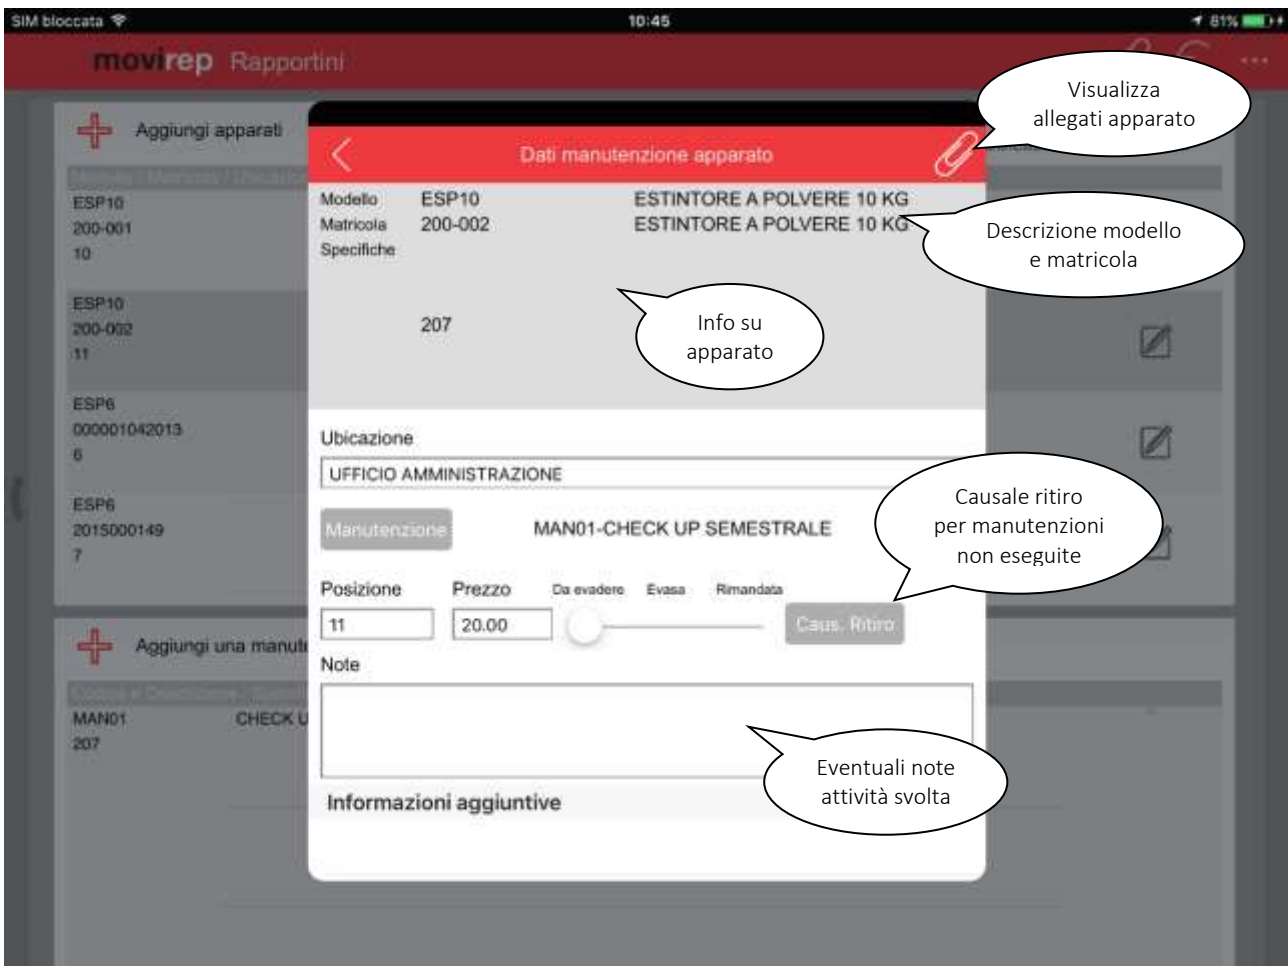 SIM bloccata
10:45
81%
movirep Rapportini
Visualizza
allegati apparato
Aggiungi apparati
Dati manutenzione apparato
ESP10
200-001
10
Modello ESP10 ESTINTORE A POLVERE 10 KG
Matricola 200-002 ESTINTORE A POLVERE 10 KG
Specifiche
Descrizione modello
e matricola
ESP10
200-002
11
207
Info su
apparato
ESP6
000001042013
6
Ubicazione
UFFICIO AMMINISTRAZIONE
ESP6
2015000149
7
Manutenzione MAN01-CHECK UP SEMESTRALE
Causale ritiro
per manutenzioni
non eseguite
Posizione Prezzo Da evadere Evasa Rimandata
11 20.00 Caus. Ritiro
Aggiungi una manut
Note
MAN01 CHECK U
207
Eventuali note
attività svolta
Informazioni aggiuntive